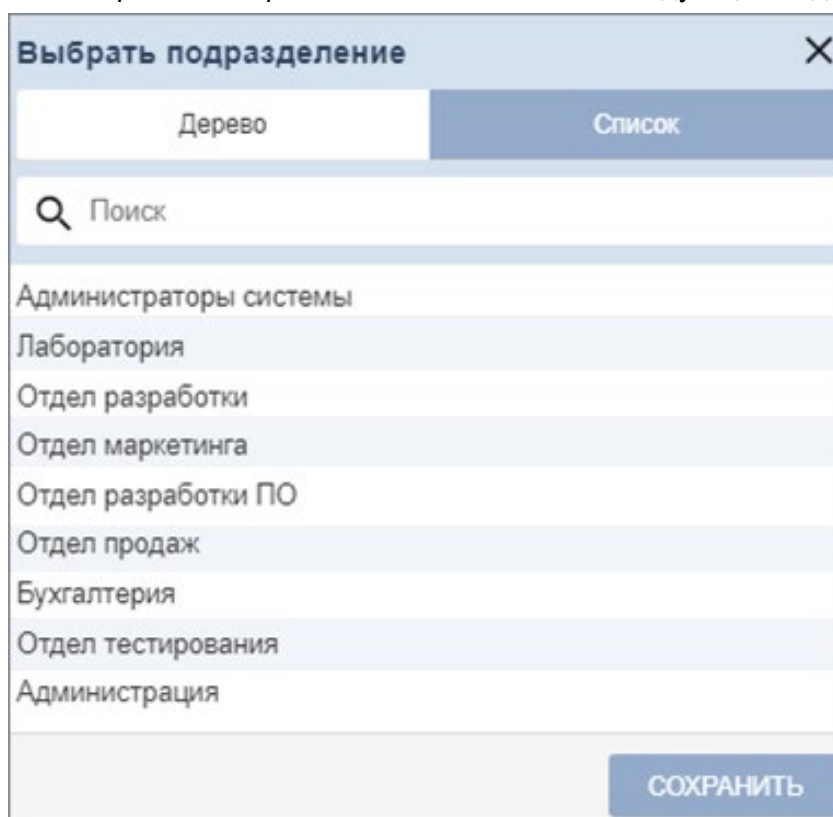 Выбрать подразделение
Дерево Список
Поиск
Администраторы системы
Лаборатория
Отдел разработки
Отдел маркетинга
Отдел разработки ПО
Отдел продаж
Бухгалтерия
Отдел тестирования
Администрация
СОХРАНИТЬ